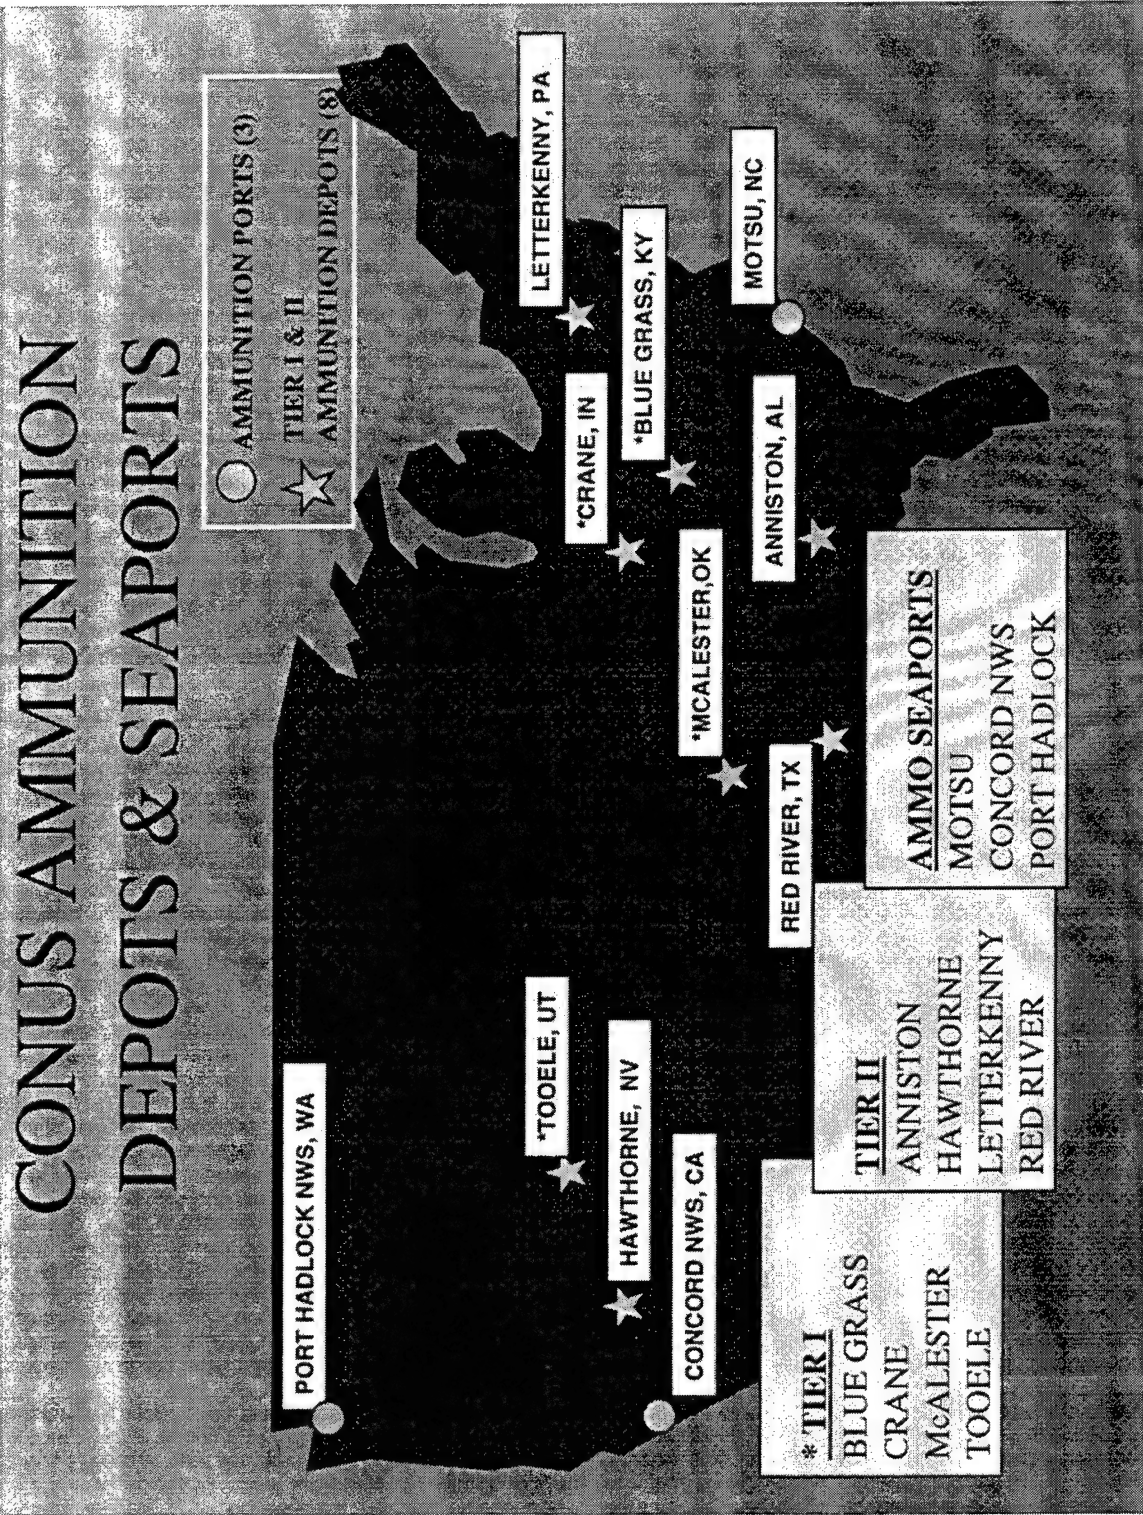 CONUS AMMUNITION
DEPOTS & SEAPORTS
AMMUNITION PORTS (3)
TIER I & II
AMMUNITION DEPOTS (8)
PORT HADLOCK NWS, WA
*TOOELE, UT
HAWTHORNE, NV
CONCORD NWS, CA
LETTERKENNY, PA
*CRANE, IN
*BLUE GRASS, KY
*MCALESTER,OK
MOTSU, NC
ANNISTON, AL
RED RIVER, TX
* TIER I
BLUE GRASS
CRANE
McALESTER
TOOELE
TIER II
ANNISTON
HAWTHORNE
LETTERKENNY
RED RIVER
AMMO SEAPORTS
MOTSU
CONCORD NWS
PORT HADLOCK